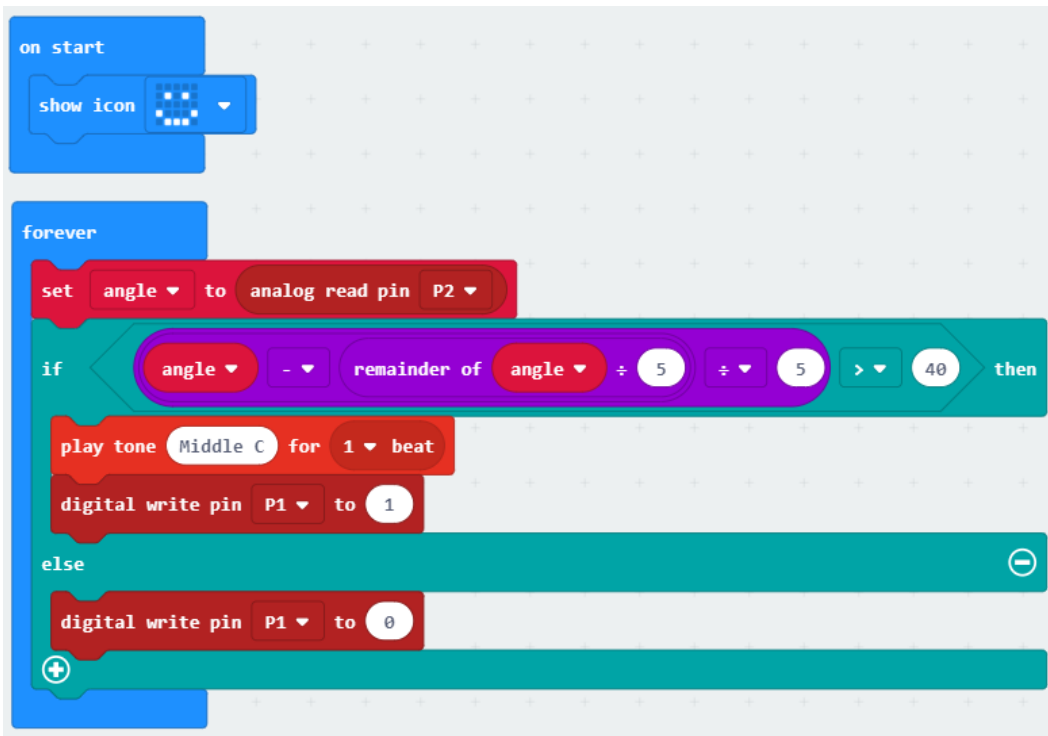 on start
show icon
forever
set angle to analog read pin P2
if angle - remainder of angle ÷ 5 ÷ 5 > 40 then
play tone Middle C for 1 beat
digital write pin P1 to 1
else
digital write pin P1 to 0